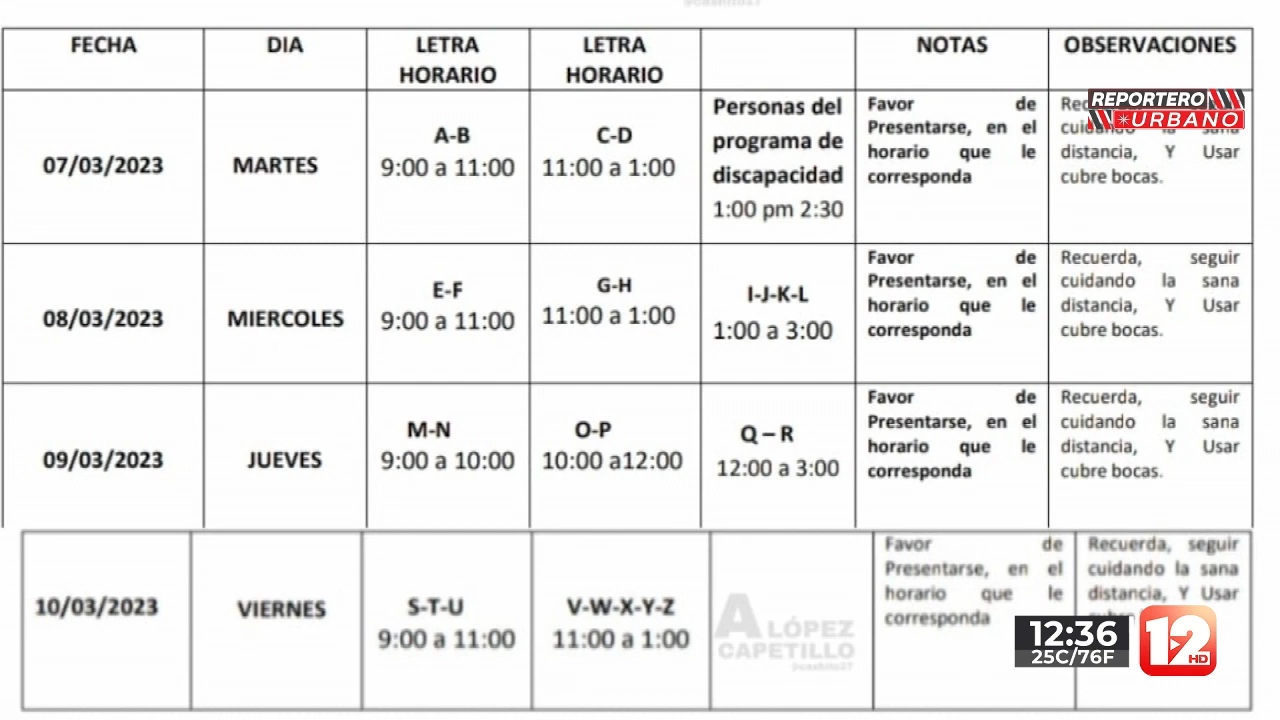 FECHA
DIA
LETRA
HORARIO
LETRA
HORARIO
NOTAS
OBSERVACIONES
07/03/2023
MARTES
A-B
9:00 a 11:00
C-D
11:00 a 1:00
Personas del
programa de
discapacidad
1:00 pm 2:30
Favor de
Presentarse, en el
horario que le
corresponda
REPORTERO
URBANO
distancia, Y Usar
cubre bocas.
08/03/2023
MIERCOLES
E-F
9:00 a 11:00
G-H
11:00 a 1:00
I-J-K-L
1:00 a 3:00
Favor de
Presentarse, en el
horario que le
corresponda
Recuerda, seguir
cuidando la sana
distancia, Y Usar
cubre bocas.
09/03/2023
JUEVES
M-N
9:00 a 10:00
O-P
10:00 a12:00
Q – R
12:00 a 3:00
Favor de
Presentarse, en el
horario que le
corresponda
Recuerda, seguir
cuidando la sana
distancia, Y Usar
cubre bocas.
10/03/2023
VIERNES
S-T-U
9:00 a 11:00
V-W-X-Y-Z
11:00 a 1:00
A LÓPEZ
CAPETILLO
Favor de
Presentarse, en el
horario que le
corresponda
Recuerda, seguir
cuidando la sana
distancia, Y Usar
12:36
25C/76F
12
HD